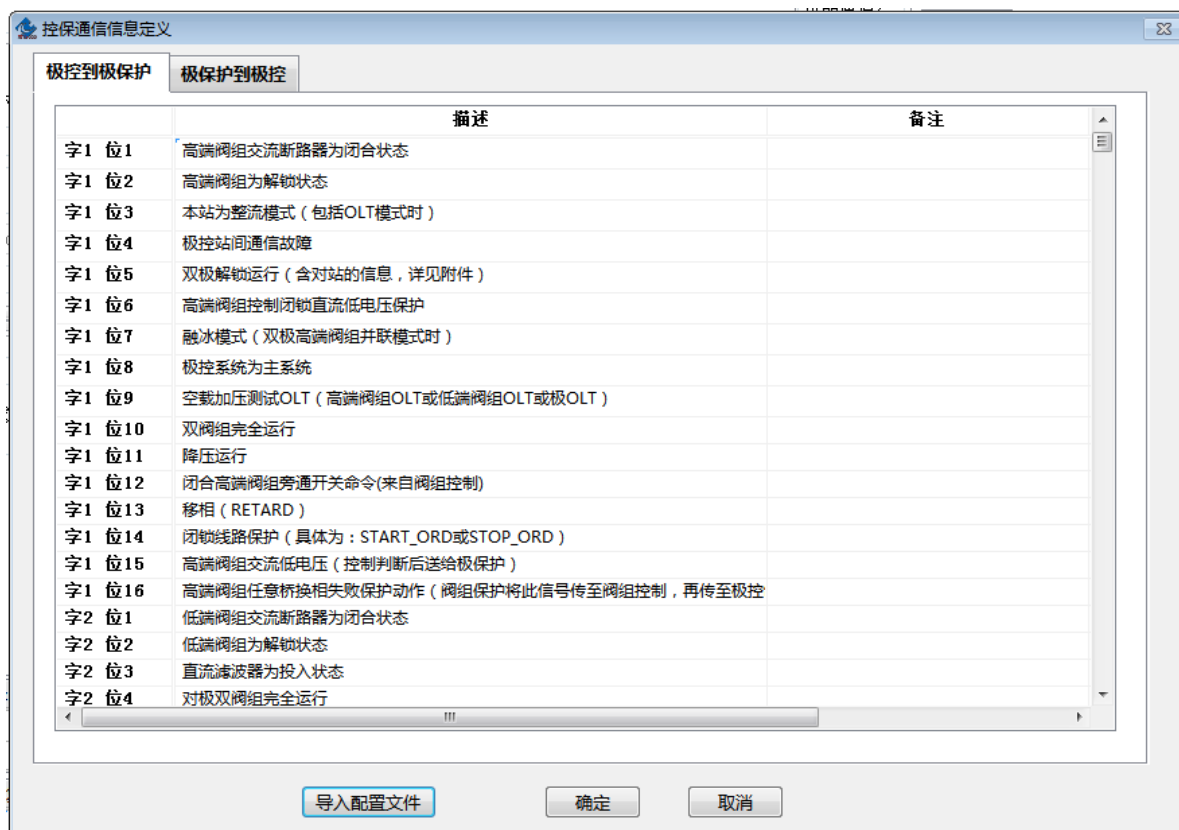 控保通信信息定义
极控到极保护 极保护到极控
描述 备注
字1 位1 高端阀组交流断路器为闭合状态
字1 位2 高端阀组为解锁状态
字1 位3 本站为整流模式（包括OLT模式时）
字1 位4 极控站间通信故障
字1 位5 双极解锁运行（含对站的信息，详见附件）
字1 位6 高端阀组控制闭锁直流低电压保护
字1 位7 融冰模式（双极高端阀组并联模式时）
字1 位8 极控系统为主系统
字1 位9 空载加压测试OLT（高端阀组OLT或低端阀组OLT或极OLT）
字1 位10 双阀组完全运行
字1 位11 降压运行
字1 位12 闭合高端阀组旁通开关命令(来自阀组控制)
字1 位13 移相（RETARD）
字1 位14 闭锁线路保护（具体为：START_ORD或STOP_ORD）
字1 位15 高端阀组交流低电压（控制判断后送给极保护）
字1 位16 高端阀组任意桥换相失败保护动作（阀组保护将此信号传至阀组控制，再传至极控
字2 位1 低端阀组交流断路器为闭合状态
字2 位2 低端阀组为解锁状态
字2 位3 直流滤波器为投入状态
字2 位4 对极双阀组完全运行
导入配置文件 确定 取消